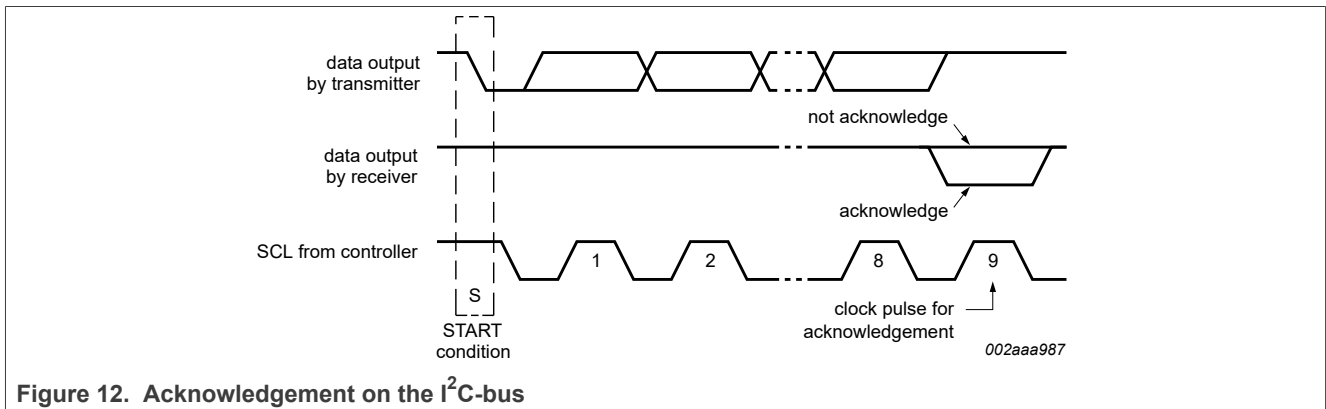 data output
by transmitter
not acknowledge
data output
by receiver
acknowledge
SCL from controller
1
2
8
9
S
START
condition
clock pulse for
acknowledgement
002aaa987
Figure 12. Acknowledgement on the I²C-bus